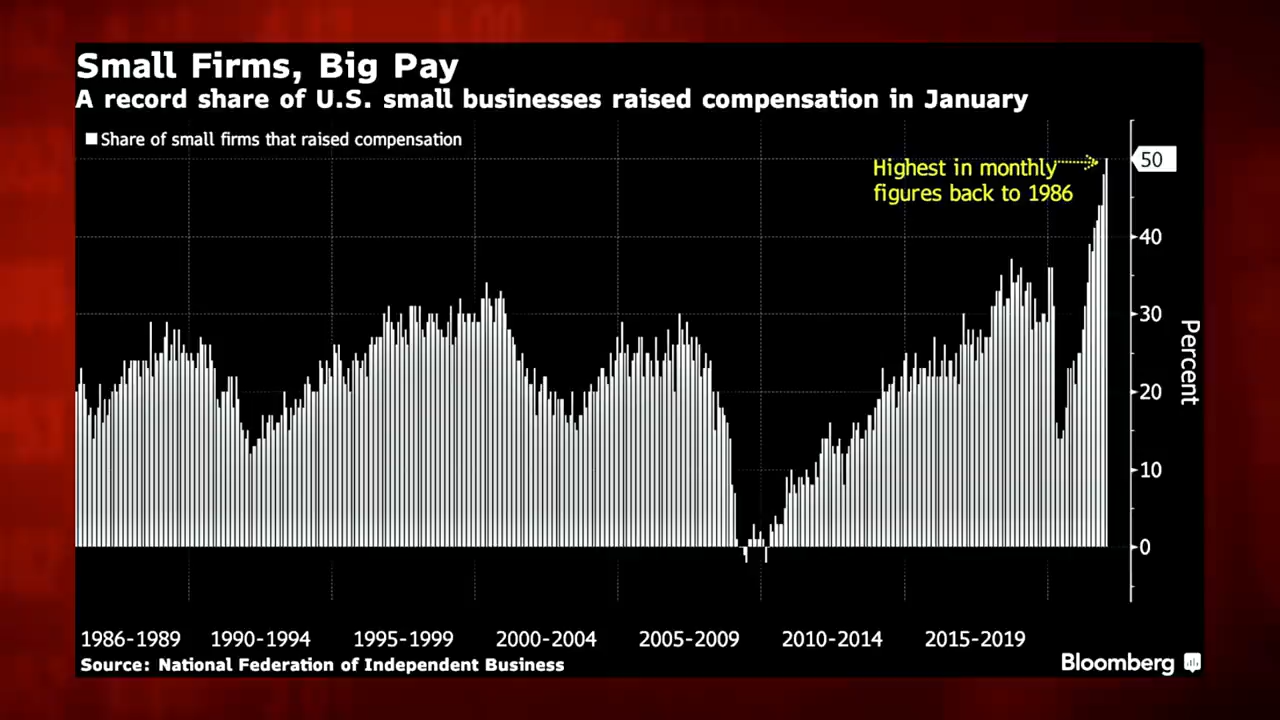 Small Firms, Big Pay
A record share of U.S. small businesses raised compensation in January
Share of small firms that raised compensation
Highest in monthly
figures back to 1986
50
40
30
20
10
0
Percent
1986-1989 1990-1994 1995-1999 2000-2004 2005-2009 2010-2014 2015-2019
Source: National Federation of Independent Business
Bloomberg